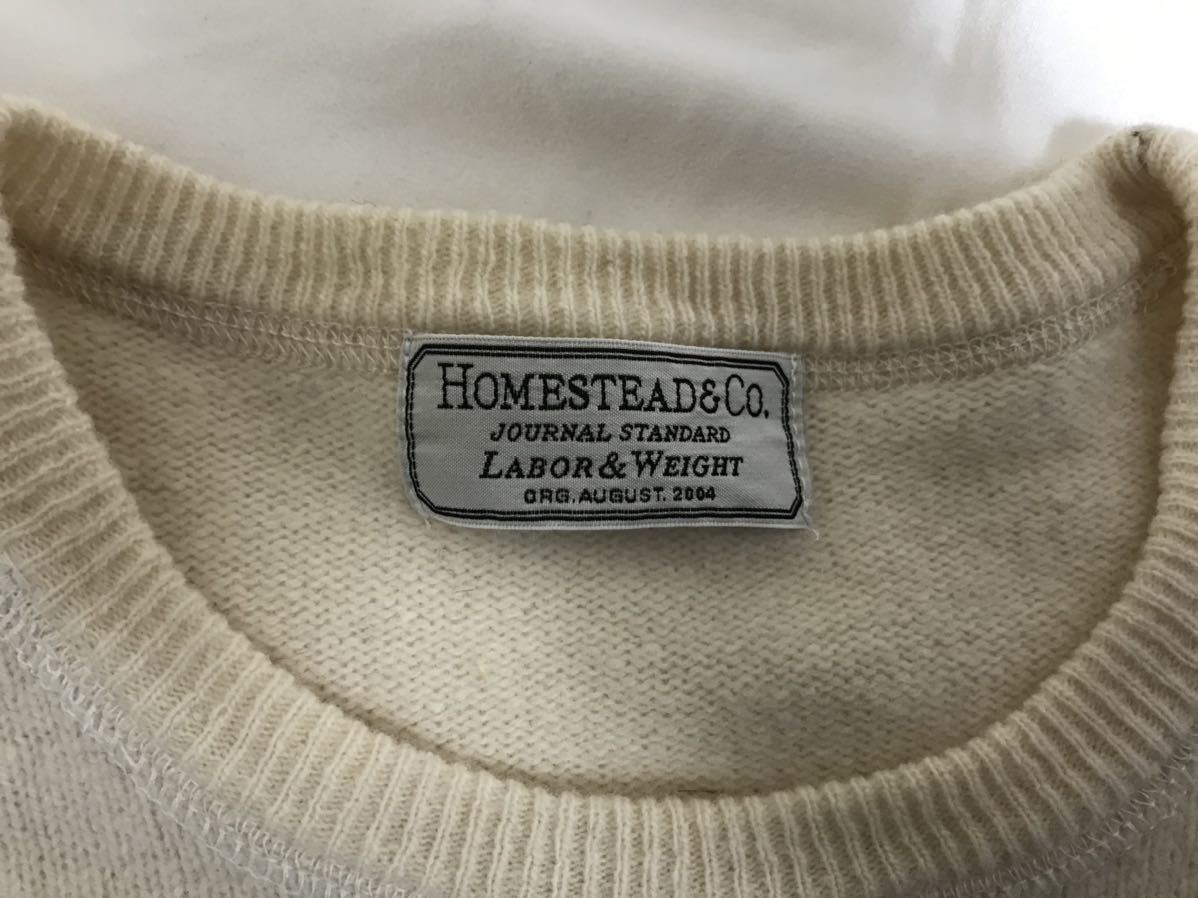 HOMESTEAD&CO.
JOURNAL STANDARD
LABOR & WEIGHT
ORG. AUGUST. 2004